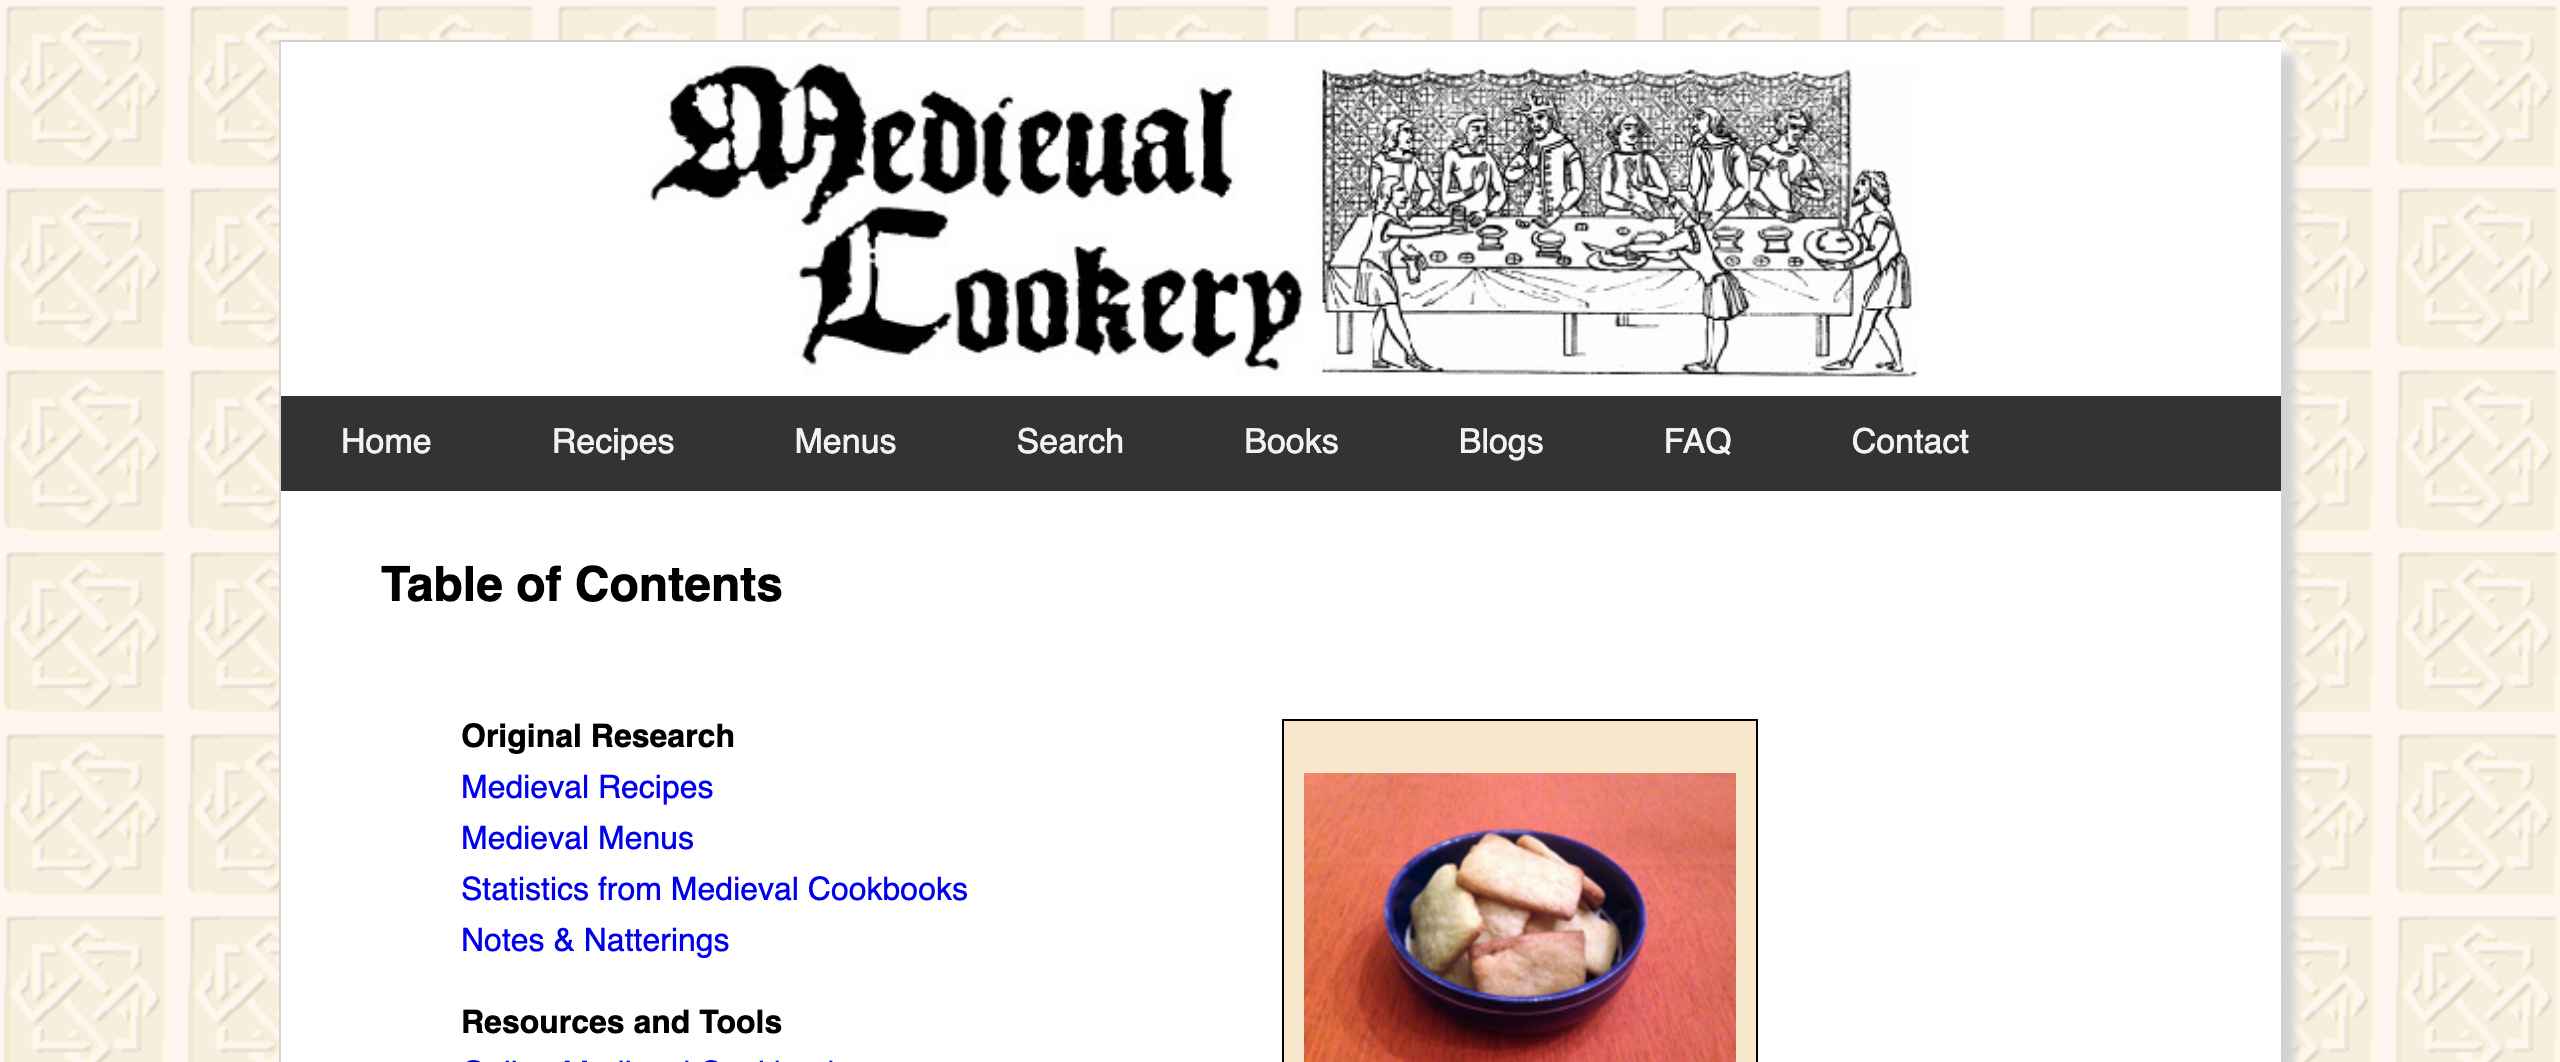 Medieval
Cookery
Home Recipes Menus Search Books Blogs FAQ Contact
Table of Contents
Original Research
Medieval Recipes
Medieval Menus
Statistics from Medieval Cookbooks
Notes & Natterings
Resources and Tools